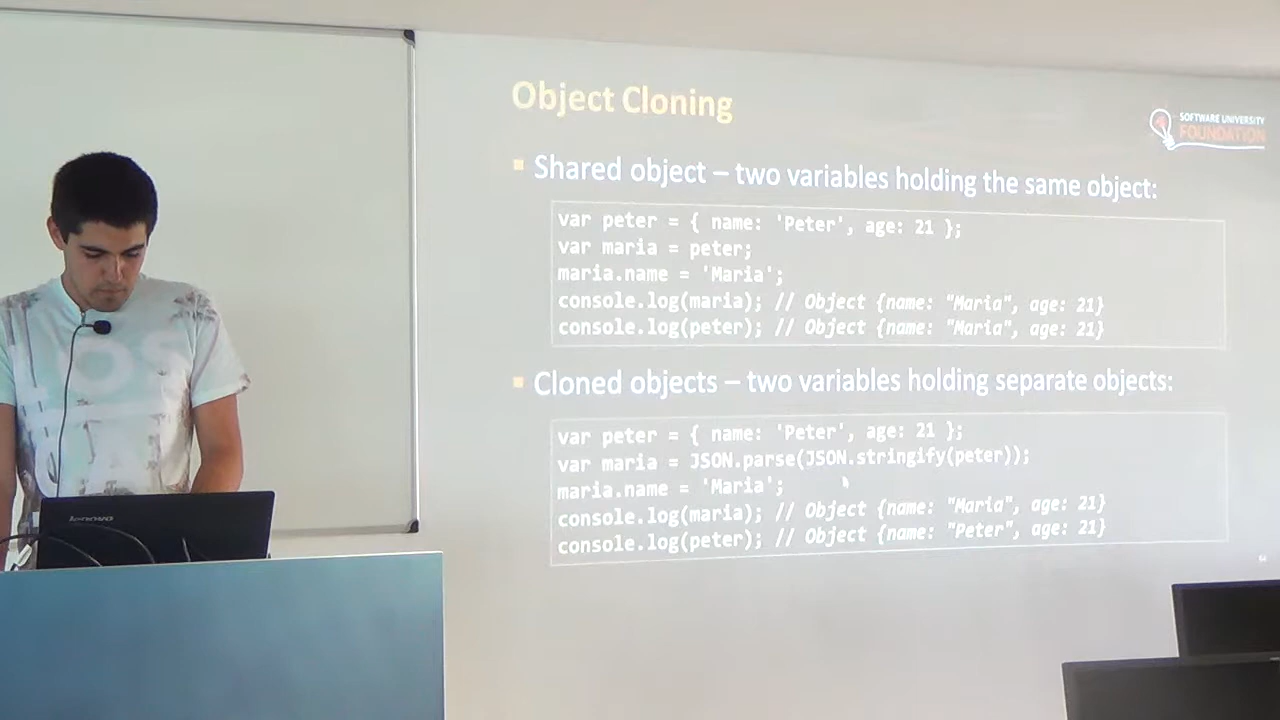 Object Cloning
SOFTWARE UNIVERSITY
FOUNDATION
Shared object – two variables holding the same object:
var peter = { name: 'Peter', age: 21 };
var maria = peter;
maria.name = 'Maria';
console.log(maria); // Object {name: "Maria", age: 21}
console.log(peter); // Object {name: "Maria", age: 21}
Cloned objects – two variables holding separate objects:
var peter = { name: 'Peter', age: 21 };
var maria = JSON.parse(JSON.stringify(peter));
maria.name = 'Maria';
console.log(maria); // Object {name: "Maria", age: 21}
console.log(peter); // Object {name: "Peter", age: 21}
lenovo